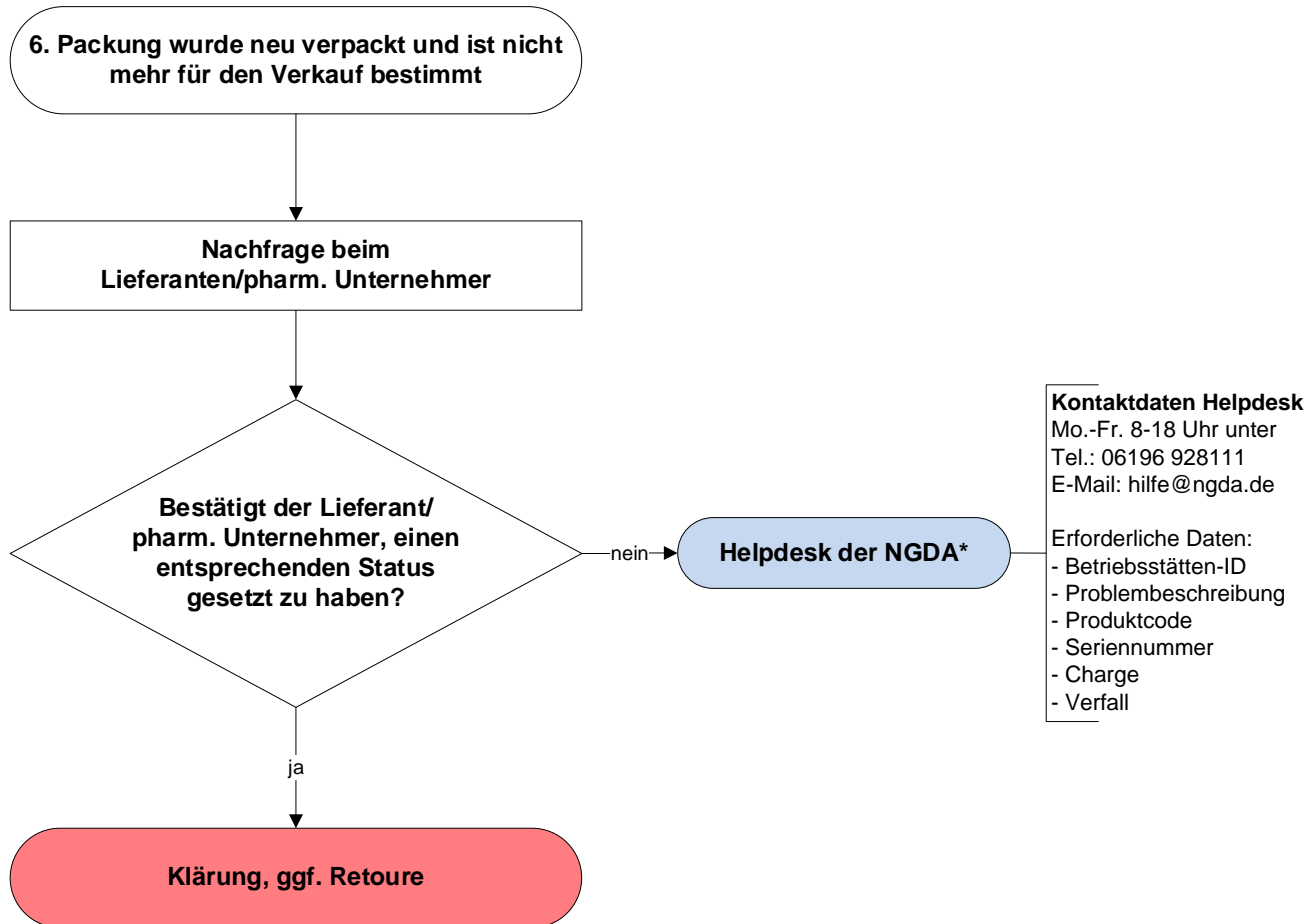 6. Packung wurde neu verpackt und ist nicht
mehr für den Verkauf bestimmt
Nachfrage beim
Lieferanten/pharm. Unternehmer
Bestätigt der Lieferant/
pharm. Unternehmer, einen
entsprechenden Status
gesetzt zu haben?
nein
Helpdesk der NGDA*
Kontaktdaten Helpdesk
Mo.-Fr. 8-18 Uhr unter
Tel.: 06196 928111
E-Mail: hilfe@ngda.de
Erforderliche Daten:
- Betriebsstätten-ID
- Problembeschreibung
- Produktcode
- Seriennummer
- Charge
- Verfall
ja
Klärung, ggf. Retoure